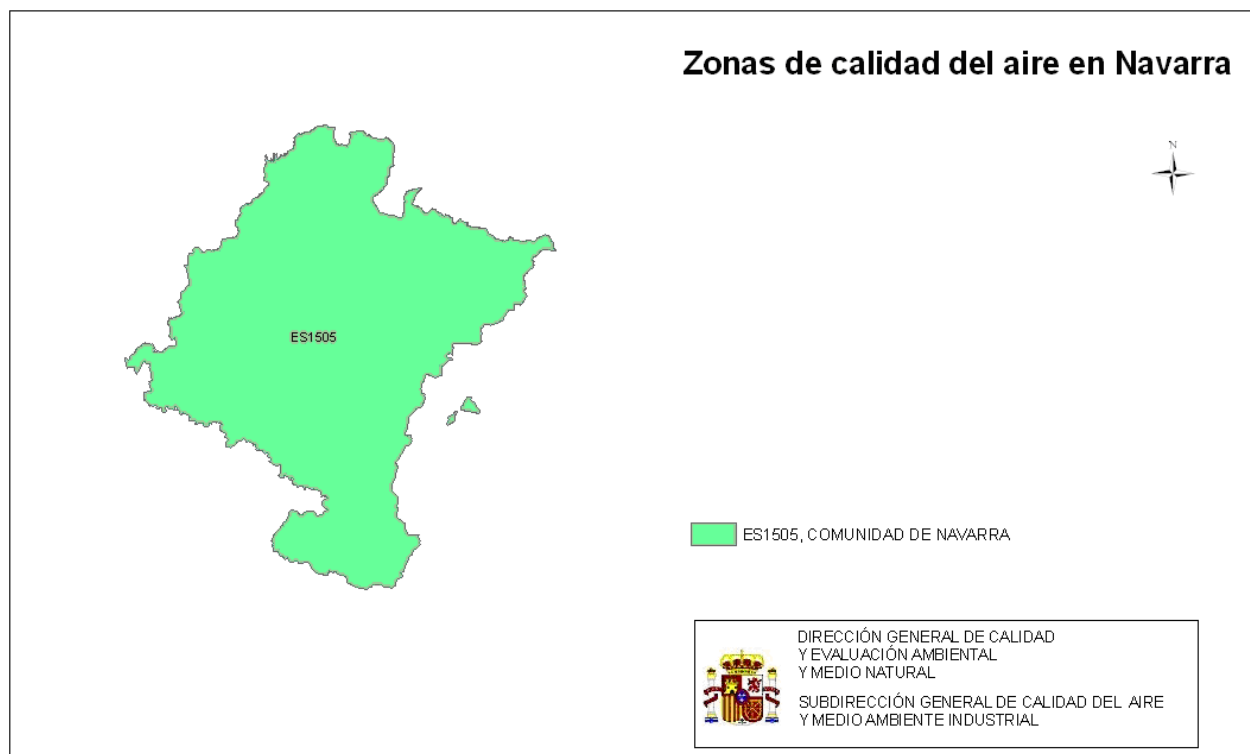 Zonas de calidad del aire en Navarra
N
ES1505
ES1505, COMUNIDAD DE NAVARRA
DIRECCIÓN GENERAL DE CALIDAD
Y EVALUACIÓN AMBIENTAL
Y MEDIO NATURAL
SUBDIRECCIÓN GENERAL DE CALIDAD DEL AIRE
Y MEDIO AMBIENTE INDUSTRIAL